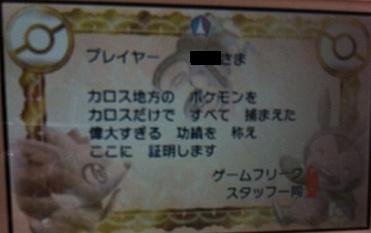 プレイヤー さま
カロス地方の ポケモンを
カロスだけで すべて 捕まえた
偉大すぎる 功績を 称え
ここに 証明します
ゲームフリーク
スタッフ一同